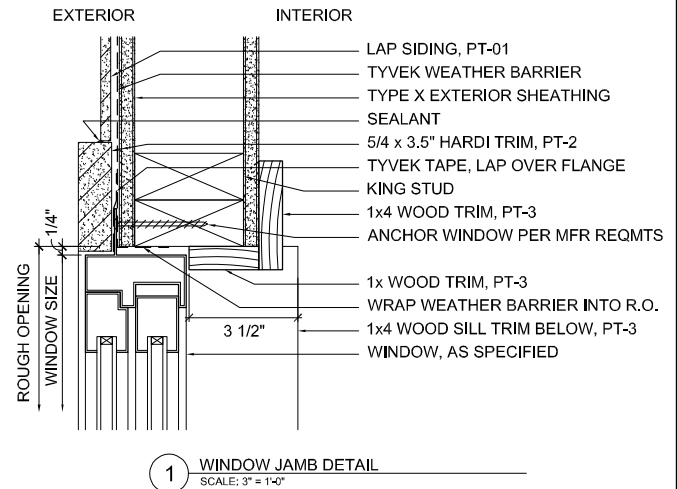 EXTERIOR
INTERIOR
LAP SIDING, PT-01
TYVEK WEATHER BARRIER
TYPE X EXTERIOR SHEATHING
SEALANT
5/4 x 3.5" HARDI TRIM, PT-2
TYVEK TAPE, LAP OVER FLANGE
KING STUD
1x4 WOOD TRIM, PT-3
ANCHOR WINDOW PER MFR REQMTS
1x WOOD TRIM, PT-3
WRAP WEATHER BARRIER INTO R.O.
1x4 WOOD SILL TRIM BELOW, PT-3
WINDOW, AS SPECIFIED
1/4"
ROUGH OPENING
WINDOW SIZE
3 1/2"
1
WINDOW JAMB DETAIL
SCALE: 3" = 1'-0"